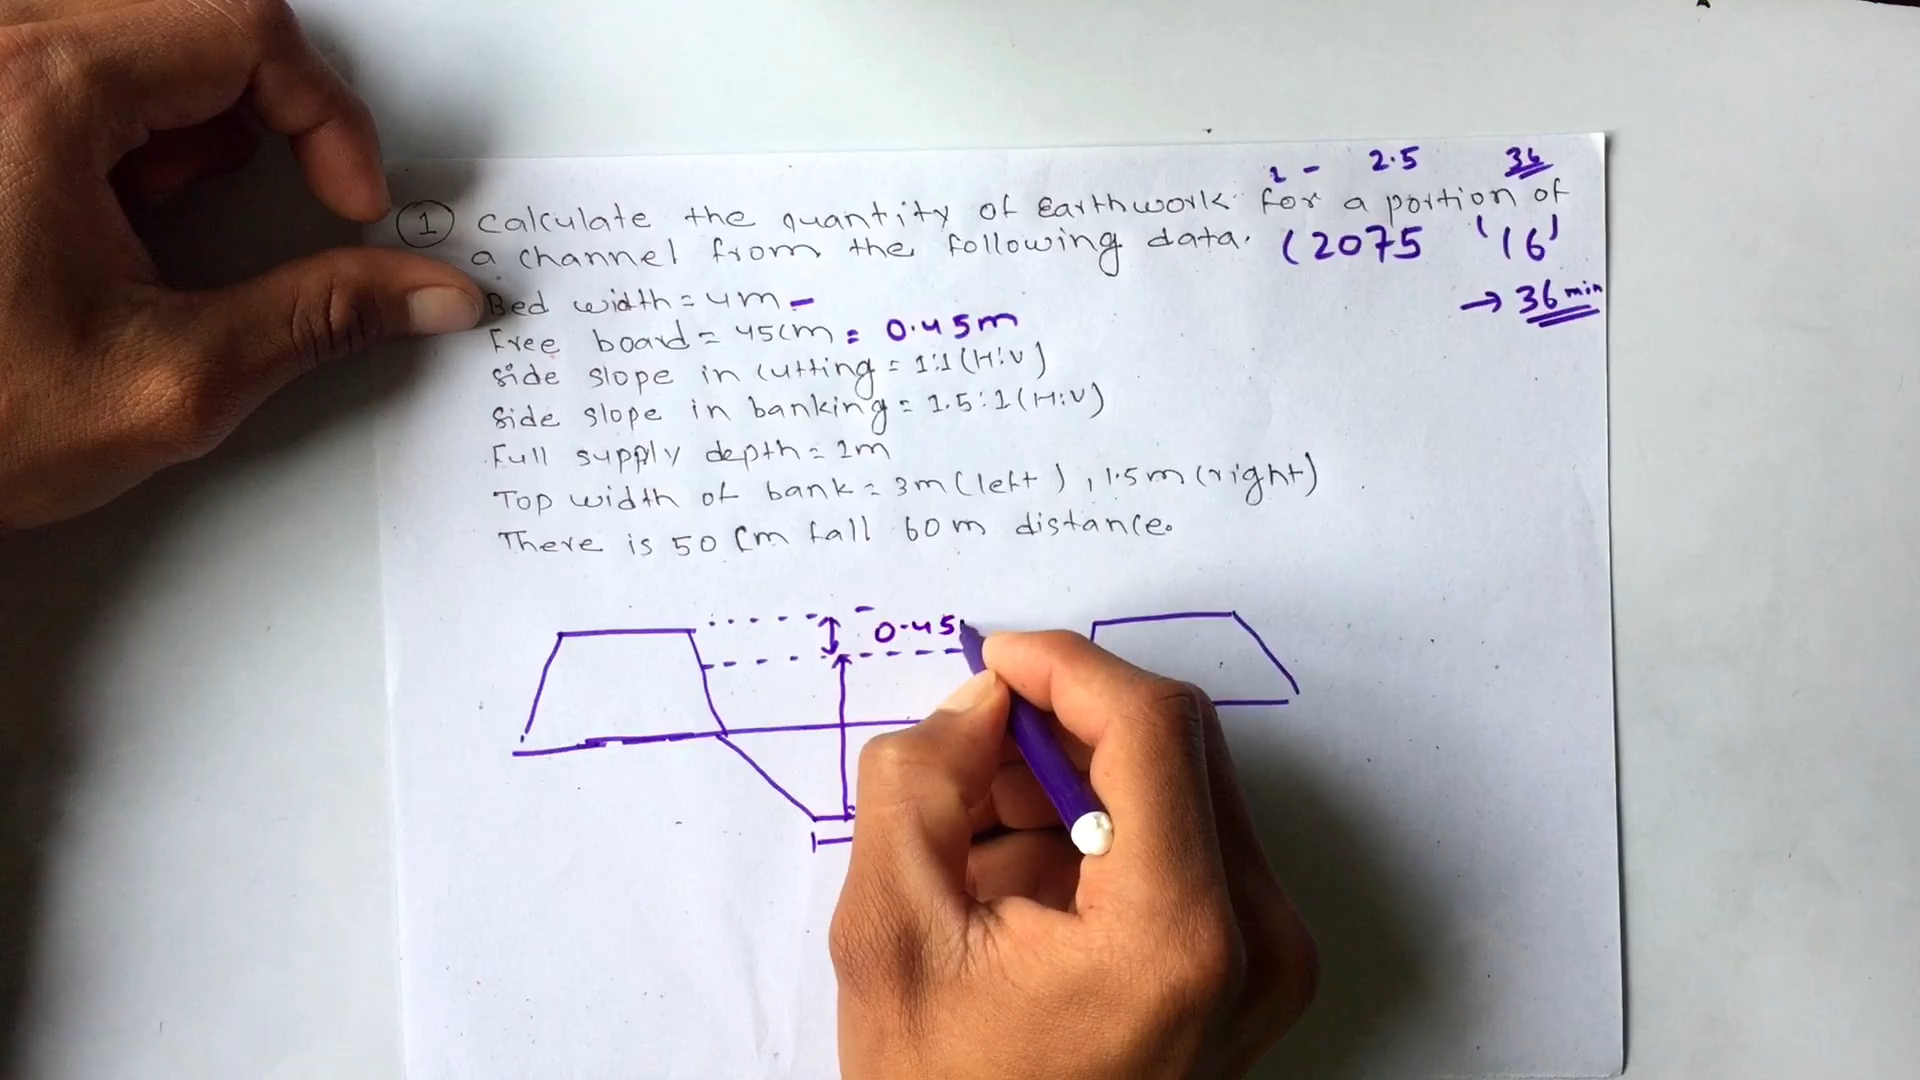 2 - 2.5 36
① Calculate the quantity of Earthwork for a portion of
a channel from the following data. (2075 '16'
→ 36 min
Bed width = 4m -
Free board = 45cm = 0.45m
Side slope in cutting = 1:1 (H:V)
Side slope in banking = 1.5:1 (H:V)
Full supply depth = 1m
Top width of bank = 3m (left), 1.5m (right)
There is 50 cm fall 60m distance.
0.45